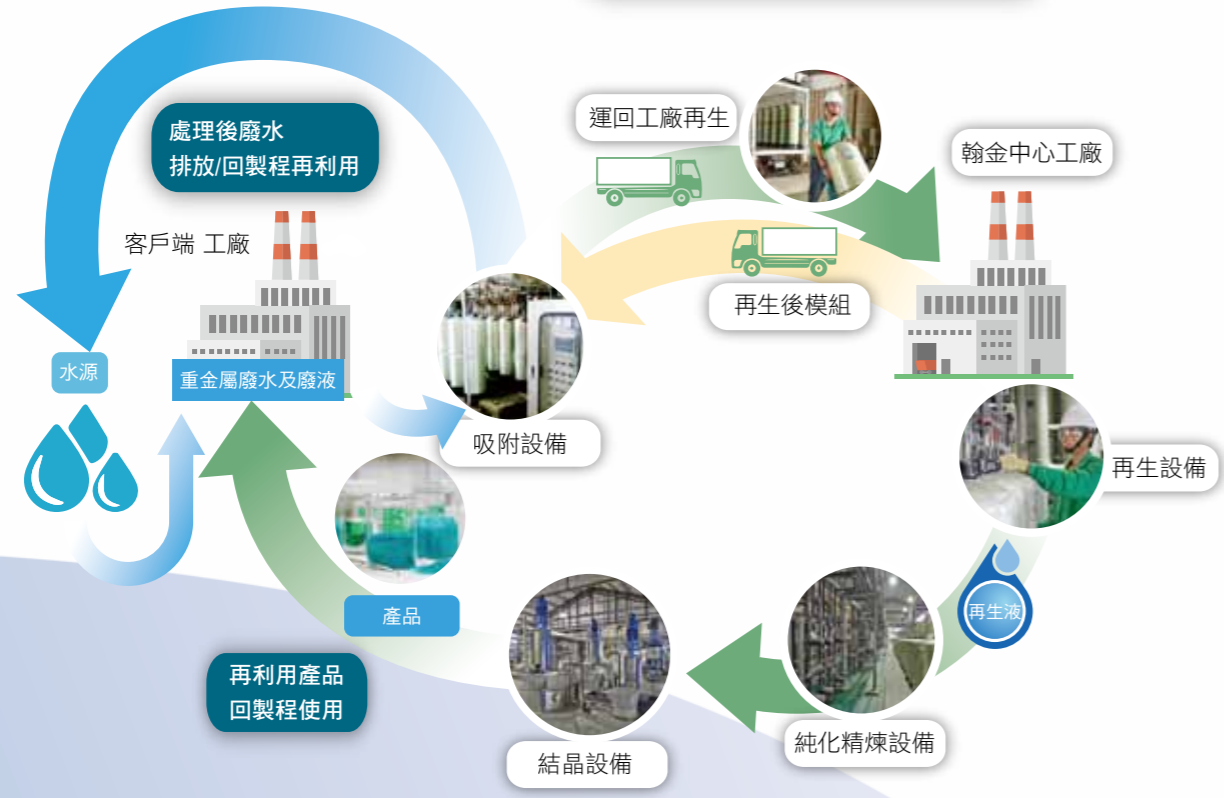 處理後廢水
排放/回製程再利用
運回工廠再生
翰金中心工廠
客戶端 工廠
再生後模組
水源
重金屬廢水及廢液
吸附設備
再生設備
再生液
產品
再利用產品
回製程使用
純化精煉設備
結晶設備